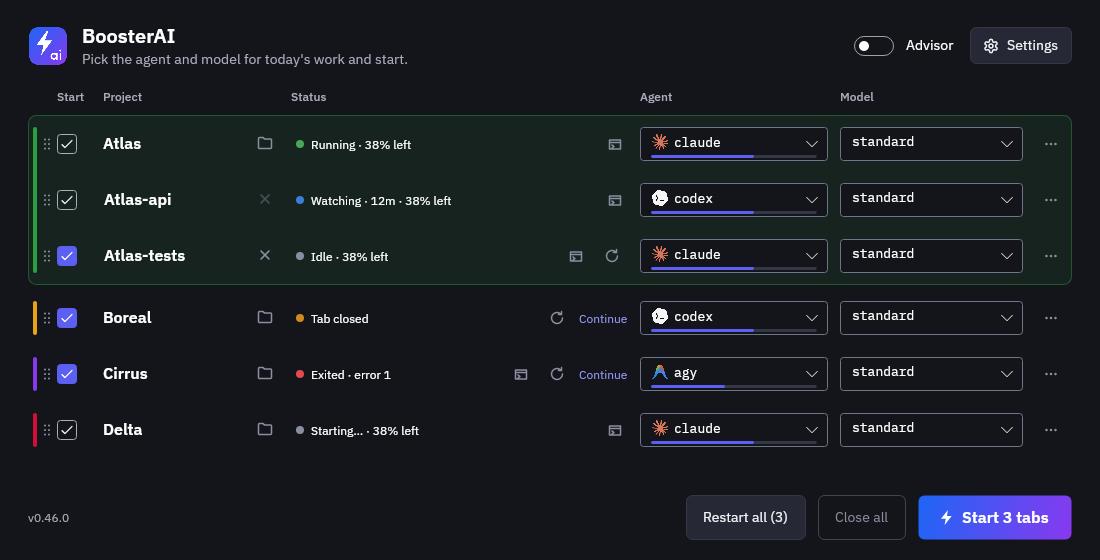 ai
BoosterAI
Pick the agent and model for today's work and start.
Advisor
Settings
Start Project Status Agent Model
Atlas Running · 38% left claude standard
Atlas-api Watching · 12m · 38% left codex standard
Atlas-tests Idle · 38% left claude standard
Boreal Tab closed Continue codex standard
Cirrus Exited · error 1 Continue agy standard
Delta Starting... · 38% left claude standard
v0.46.0 Restart all (3) Close all Start 3 tabs